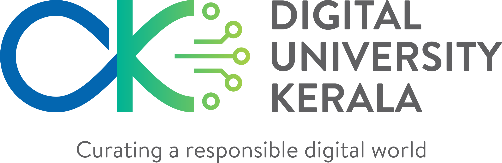 DIGITAL
UNIVERSITY
KERALA
Curating a responsible digital world